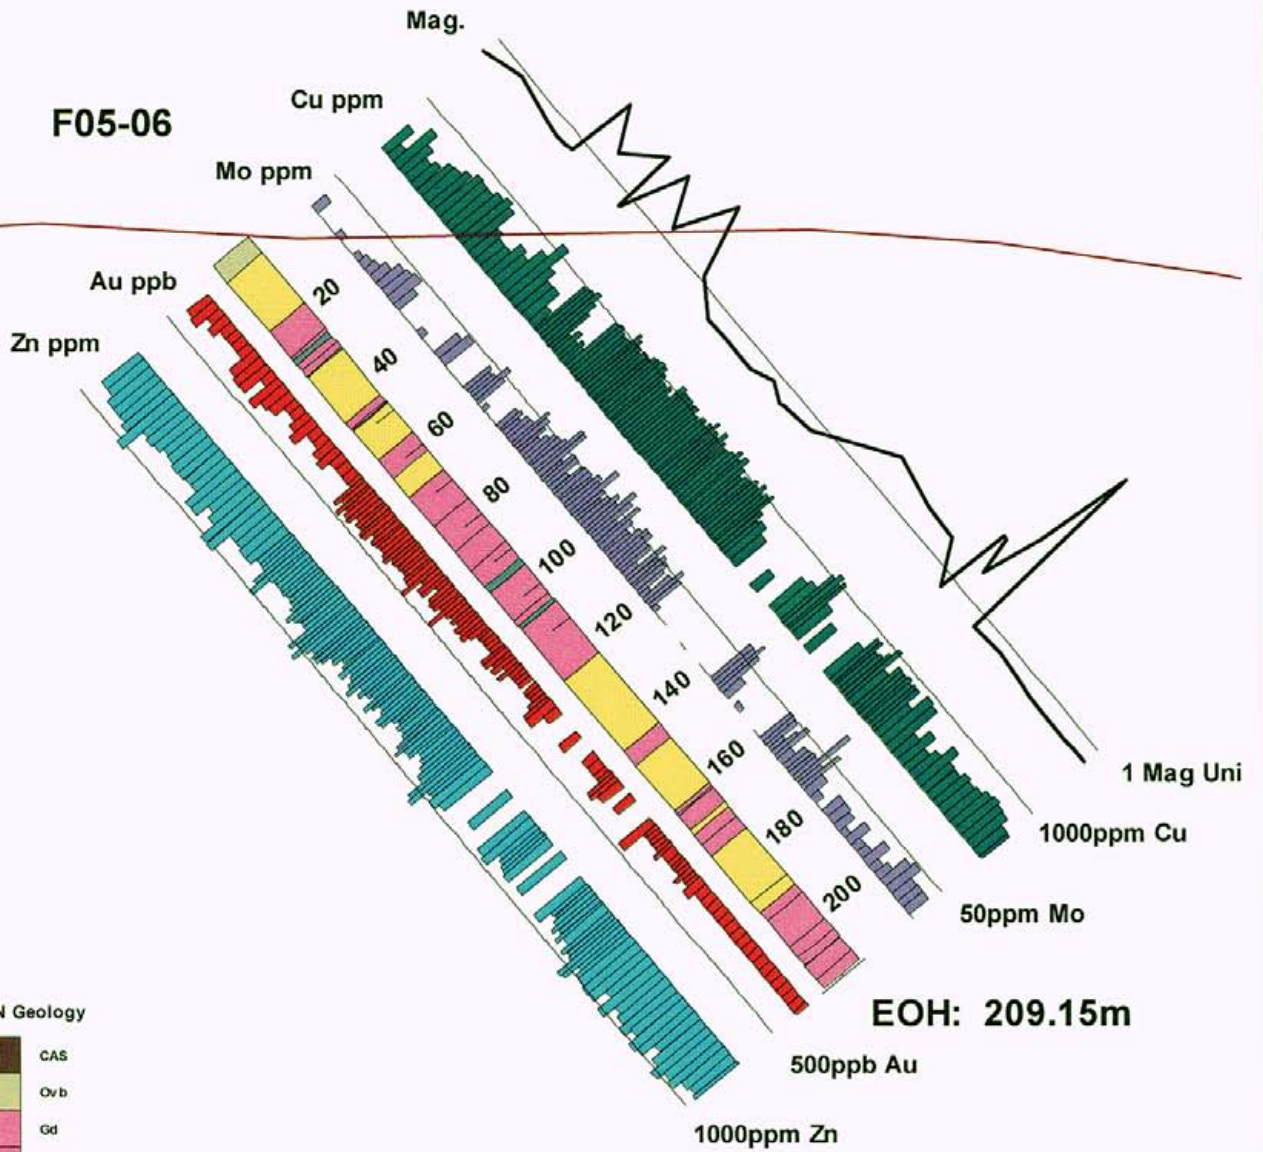 Mag.
Cu ppm
F05-06
Mo ppm
Au ppb
Zn ppm
20
40
60
80
100
120
140
160
180
200
1 Mag Uni
1000ppm Cu
50ppm Mo
EOH: 209.15m
500ppb Au
1000ppm Zn
N Geology
CAS
Ovb
Gd